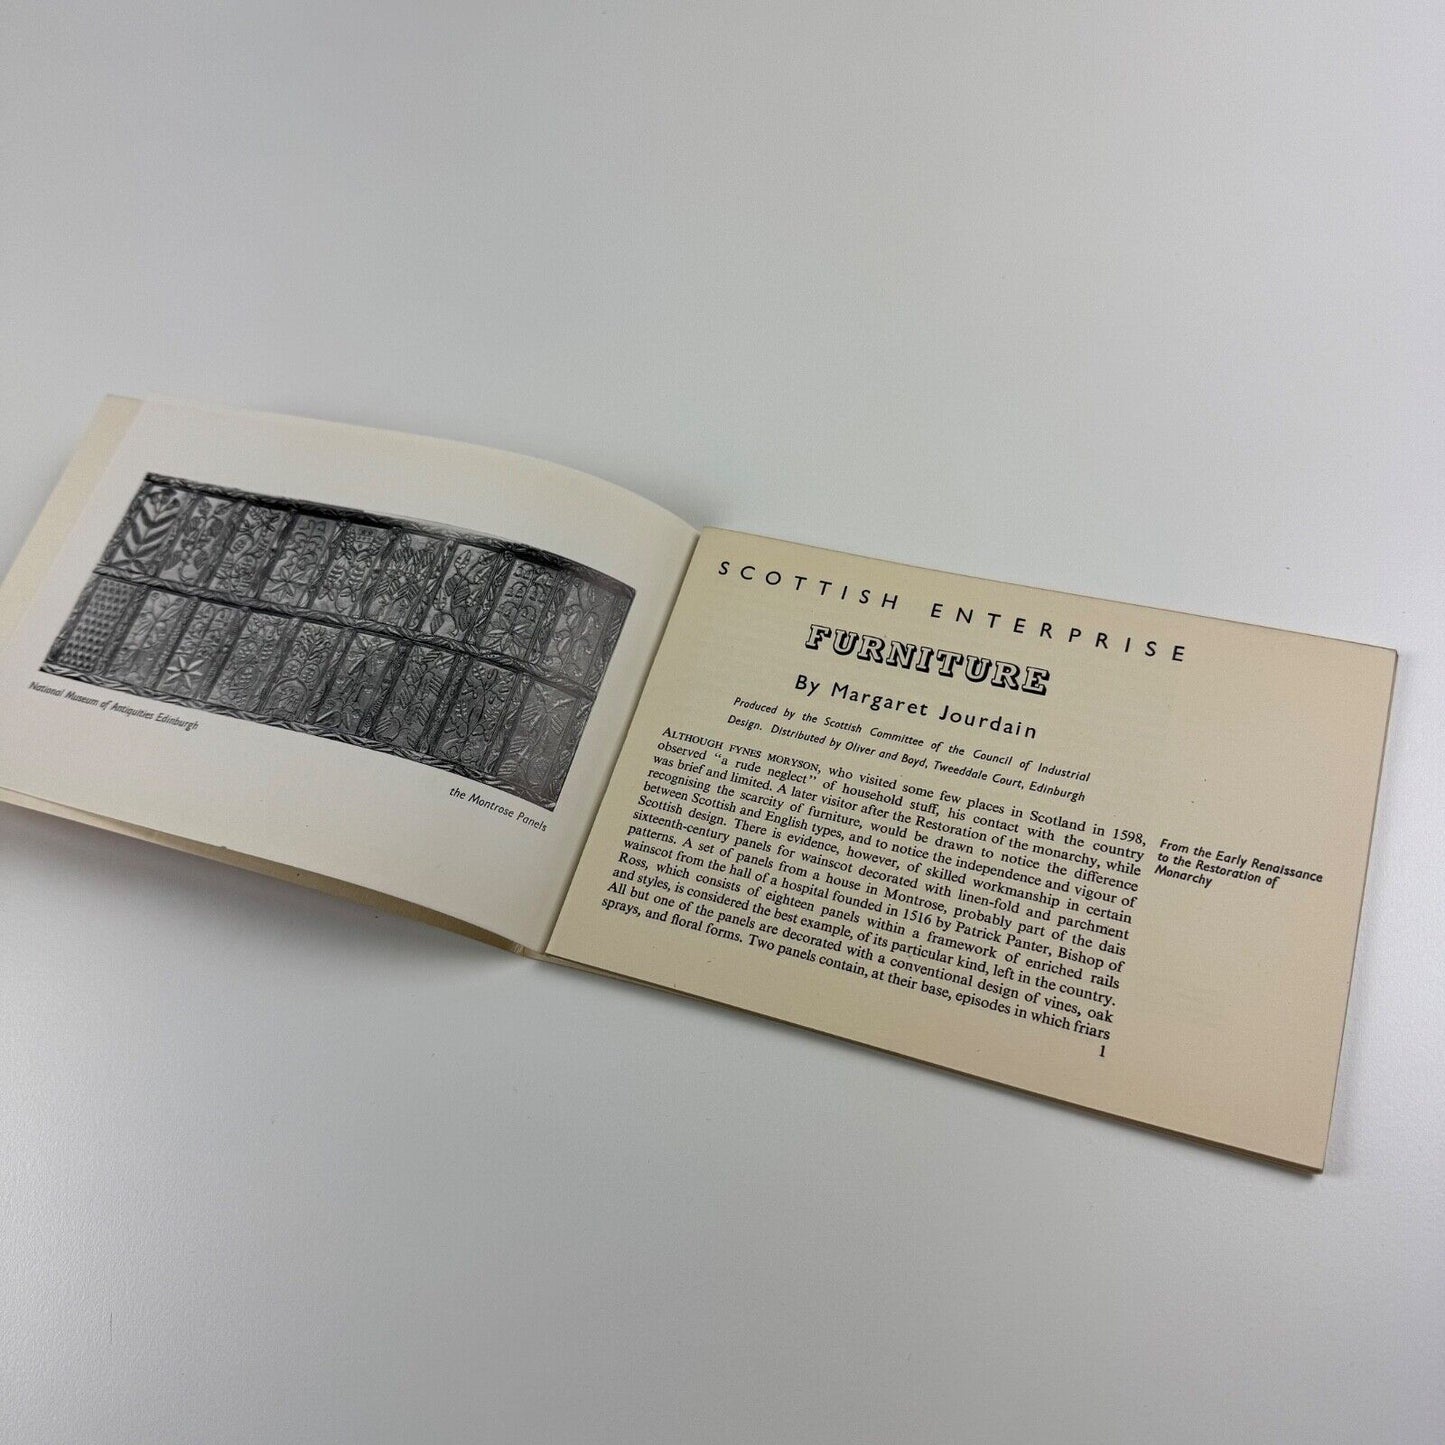 National Museum of Antiquities Edinburgh
the Montrose Panels
SCOTTISH ENTERPRISE
FURNITURE
By Margaret Jourdain
Produced by the Scottish Committee of the Council of Industrial
Design. Distributed by Oliver and Boyd, Tweeddale Court, Edinburgh
ALTHOUGH FYNES MORYSON, who visited some few places in Scotland in 1598,
observed "a rude neglect" of household stuff, his contact with the country
was brief and limited. A later visitor after the Restoration of the monarchy, while
recognising the scarcity of furniture, would be drawn to notice the difference
between Scottish and English types, and to notice the independence and vigour of
Scottish design. There is evidence, however, of skilled workmanship in certain
sixteenth-century panels for wainscot decorated with linen-fold and parchment
patterns. A set of panels from a house in Montrose, probably part of the dais
wainscot from the hall of a hospital founded in 1516 by Patrick Panter, Bishop of
Ross, which consists of eighteen panels within a framework of enriched rails
and styles, is considered the best example, of its particular kind, left in the country.
All but one of the panels are decorated with a conventional design of vines, oak
sprays, and floral forms. Two panels contain, at their base, episodes in which friars
From the Early Renaissance
to the Restoration of
Monarchy
1